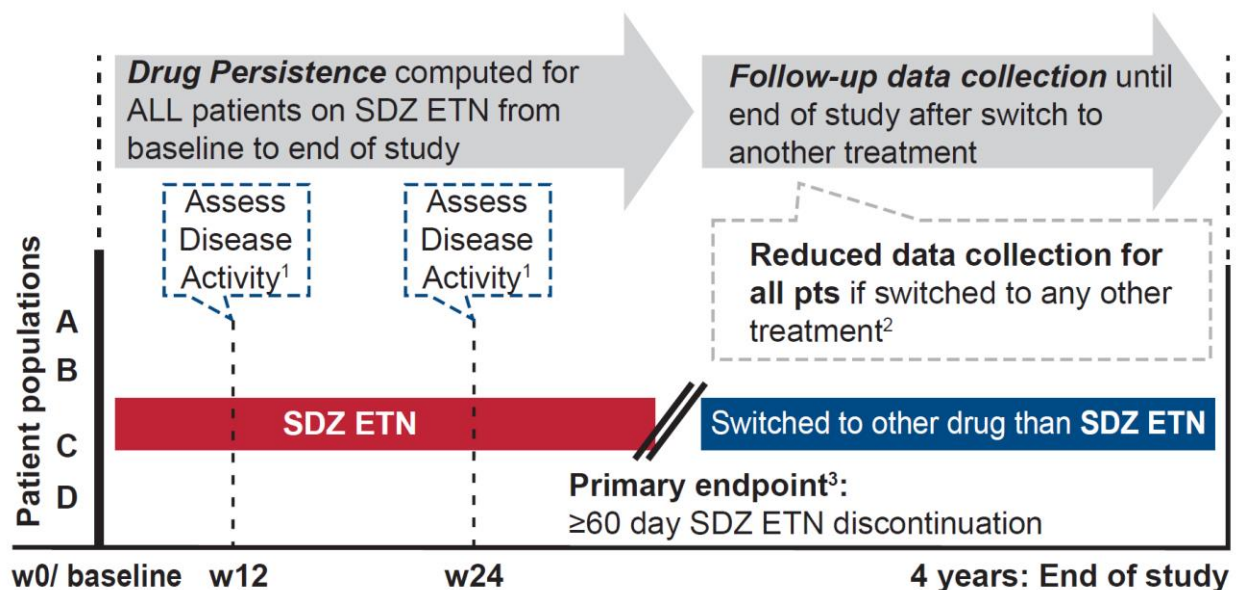 Drug Persistence computed for
ALL patients on SDZ ETN from
baseline to end of study
Follow-up data collection until
end of study after switch to
another treatment
Assess
Disease
Activity¹
Assess
Disease
Activity¹
Reduced data collection for
all pts if switched to any other
treatment²
Patient populations
A
B
C
D
SDZ ETN
Switched to other drug than SDZ ETN
Primary endpoint³:
≥60 day SDZ ETN discontinuation
w0/ baseline
w12
w24
4 years: End of study